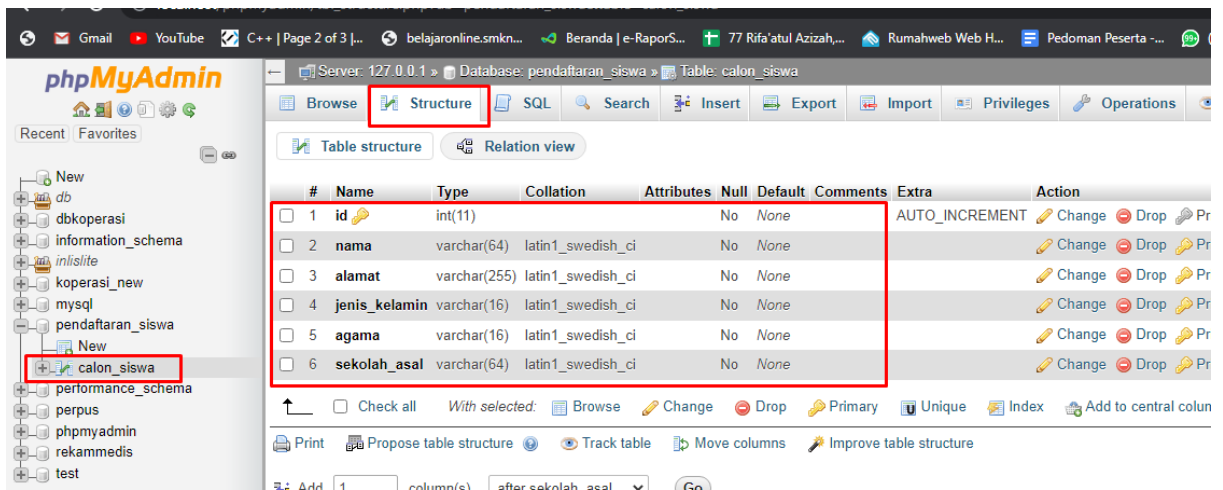 Gmail YouTube C++ | Page 2 of 3 |... belajaronline.smkn... Beranda | e-RaporS... 77 Rifa'atul Azizah,... Rumahweb Web H... Pedoman Peserta -...
phpMyAdmin
Recent Favorites
New
db
dbkoperasi
information_schema
inlislite
koperasi_new
mysql
pendaftaran_siswa
New
calon_siswa
performance_schema
perpus
phpmyadmin
rekammedis
test
Server: 127.0.0.1 » Database: pendaftaran_siswa » Table: calon_siswa
Browse Structure SQL Search Insert Export Import Privileges Operations
Table structure Relation view
# Name Type Collation Attributes Null Default Comments Extra Action
1 id int(11) No None AUTO_INCREMENT Change Drop Pr
2 nama varchar(64) latin1_swedish_ci No None Change Drop Pr
3 alamat varchar(255) latin1_swedish_ci No None Change Drop Pr
4 jenis_kelamin varchar(16) latin1_swedish_ci No None Change Drop Pr
5 agama varchar(16) latin1_swedish_ci No None Change Drop Pr
6 sekolah_asal varchar(64) latin1_swedish_ci No None Change Drop Pr
Check all With selected: Browse Change Drop Primary Unique Index Add to central colum
Print Propose table structure Track table Move columns Improve table structure
Add 1 column(s) after sekolah_asal Go